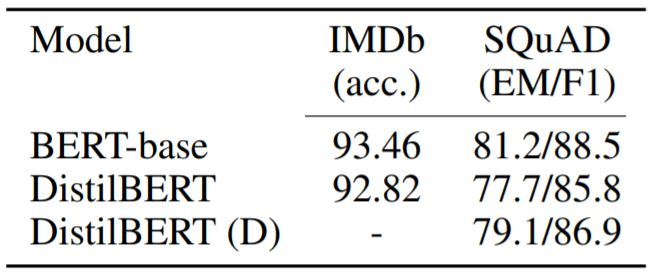 Model IMDb SQuAD
(acc.) (EM/F1)
BERT-base 93.46 81.2/88.5
DistilBERT 92.82 77.7/85.8
DistilBERT (D) - 79.1/86.9